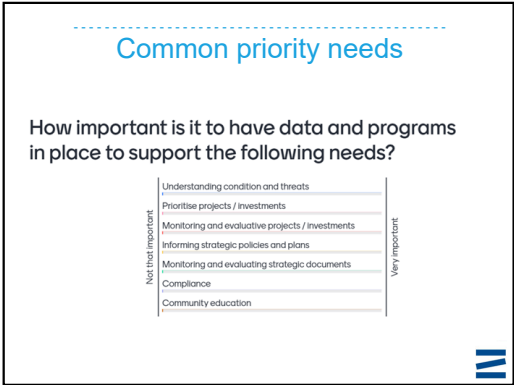 Common priority needs
How important is it to have data and programs
in place to support the following needs?
Not that important
Understanding condition and threats
Prioritise projects / investments
Monitoring and evaluative projects / investments
Informing strategic policies and plans
Monitoring and evaluating strategic documents
Compliance
Community education
Very important